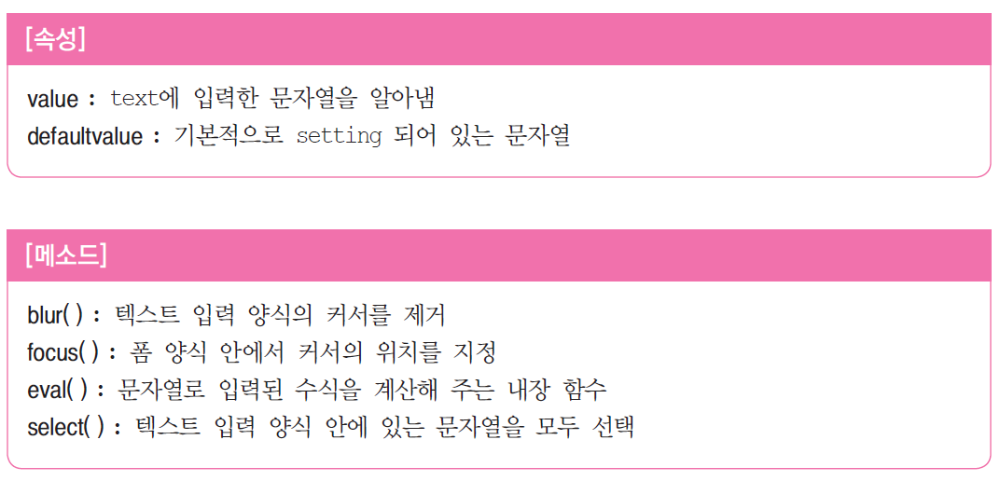 [속성]
value : text에 입력한 문자열을 알아냄
defaultvalue : 기본적으로 setting 되어 있는 문자열
[메소드]
blur( ) : 텍스트 입력 양식의 커서를 제거
focus( ) : 폼 양식 안에서 커서의 위치를 지정
eval( ) : 문자열로 입력된 수식을 계산해 주는 내장 함수
select( ) : 텍스트 입력 양식 안에 있는 문자열을 모두 선택